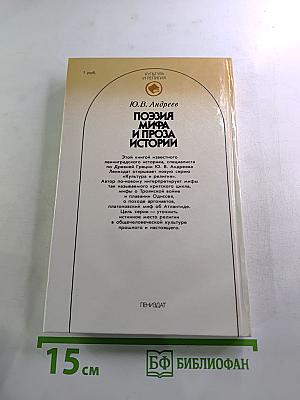 1 руб.
КУЛЬТУРА
И РЕЛИГИЯ
Ю.В. Андреев
ПОЭЗИЯ
МИФА
И ПРОЗА
ИСТОРИИ
Этой книгой известного
ленинградского историка, специалиста
по Древней Греции Ю. В. Андреева
Лениздат открывает новую серию
«Культура и религия».
Автор по-новому интерпретирует мифы
так называемого критского цикла,
мифы о Троянской войне
и плавании Одиссея,
о походе аргонавтов,
платоновский миф об Атлантиде.
Цель серии — уточнить
истинное место религии
в общечеловеческой культуре
прошлого и настоящего.
ЛЕНИЗДАТ
15 см
БФ БИБЛИОФАН